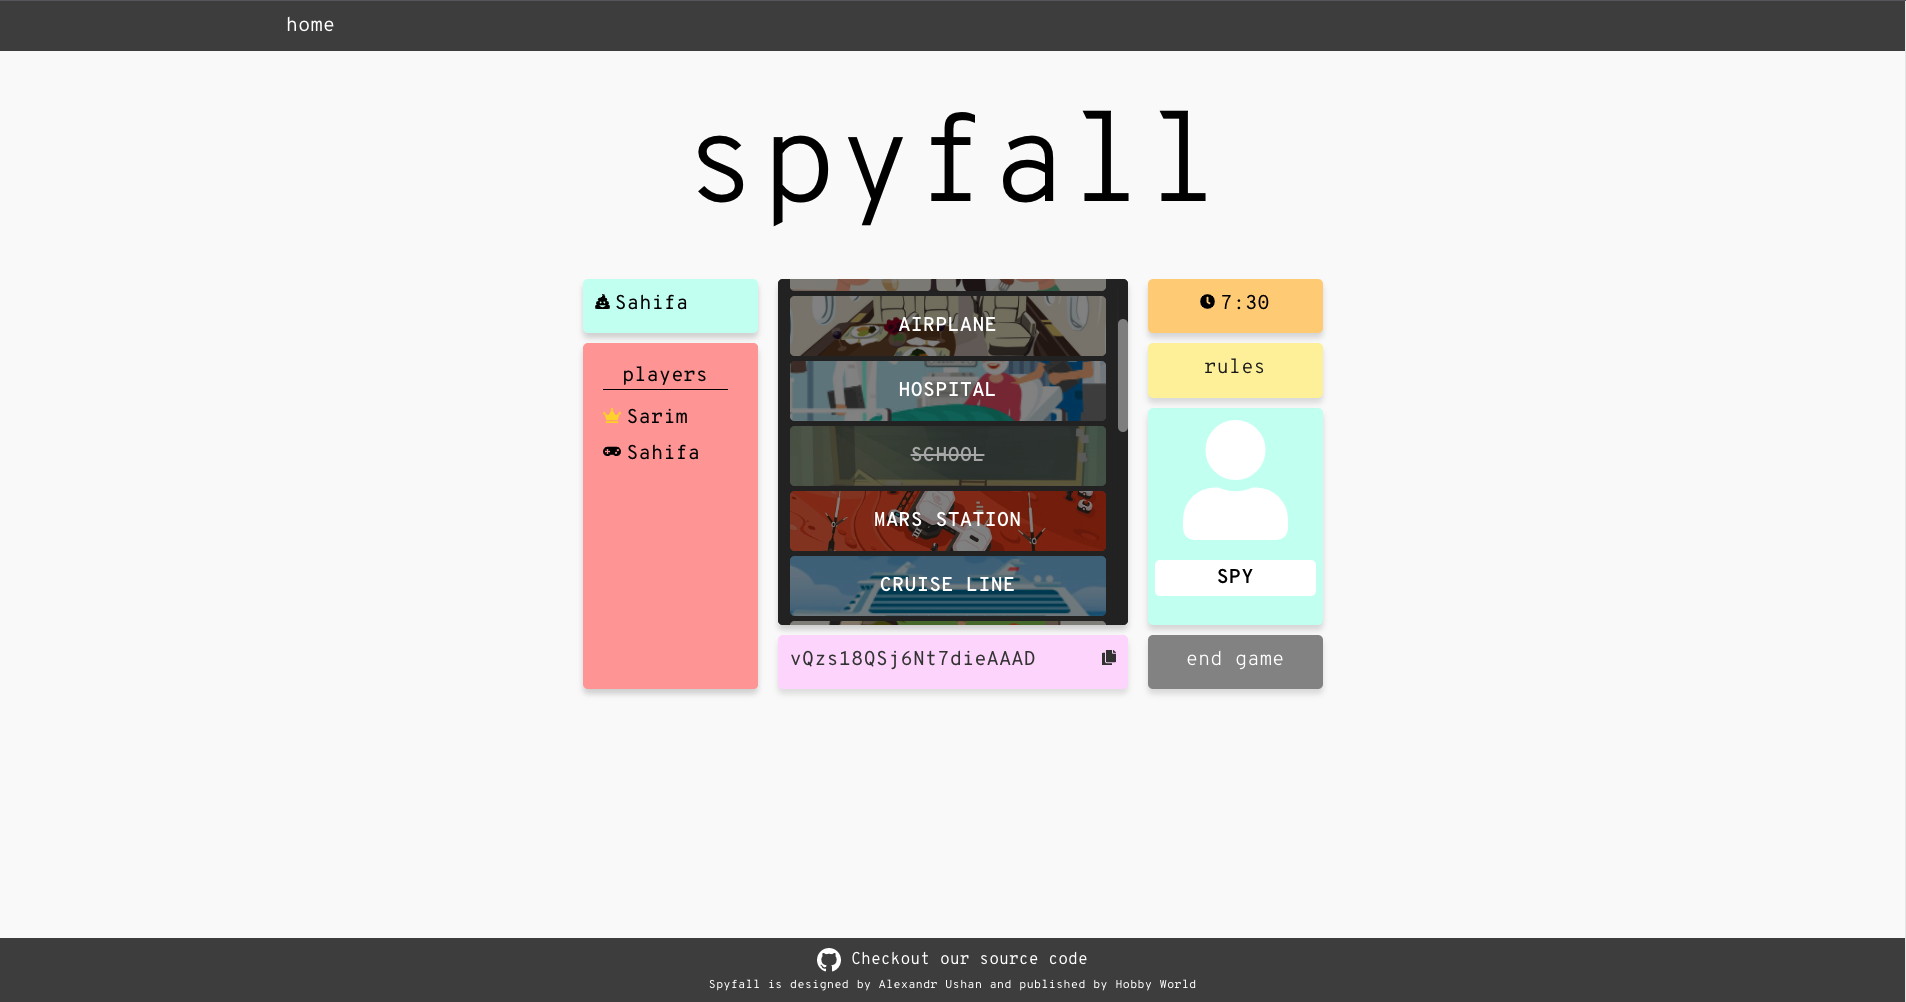 home
spyfall
Sahifa
players
Sarim
Sahifa
AIRPLANE
HOSPITAL
SCHOOL
MARS STATION
CRUISE LINE
vQzs18QSj6Nt7dieAAAD
7:30
rules
SPY
end game
Checkout our source code
Spyfall is designed by Alexandr Ushan and published by Hobby World